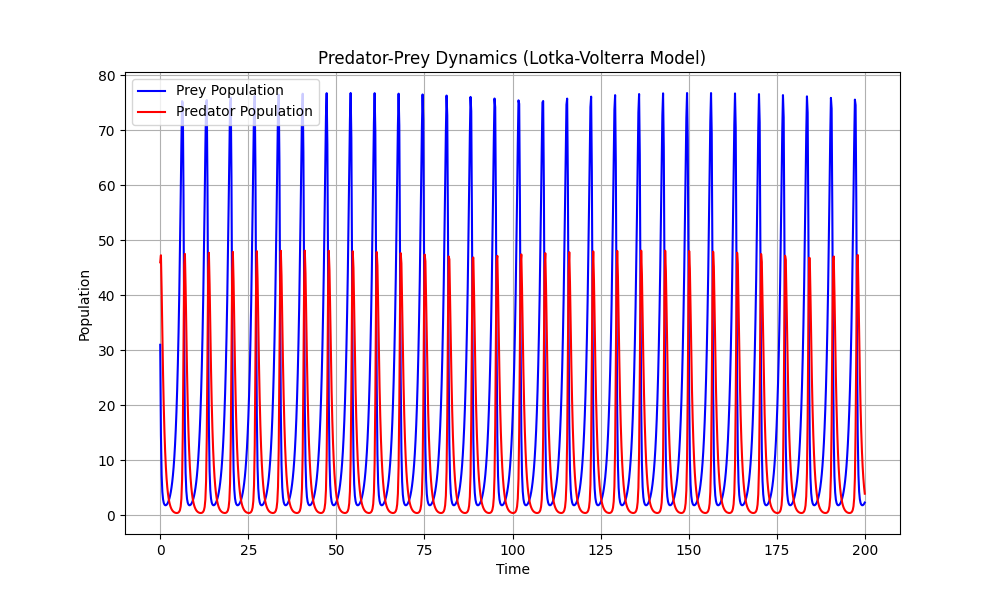 Predator-Prey Dynamics (Lotka-Volterra Model)
Prey Population
Predator Population
Population
80
70
60
50
40
30
20
10
0
0 25 50 75 100 125 150 175 200
Time